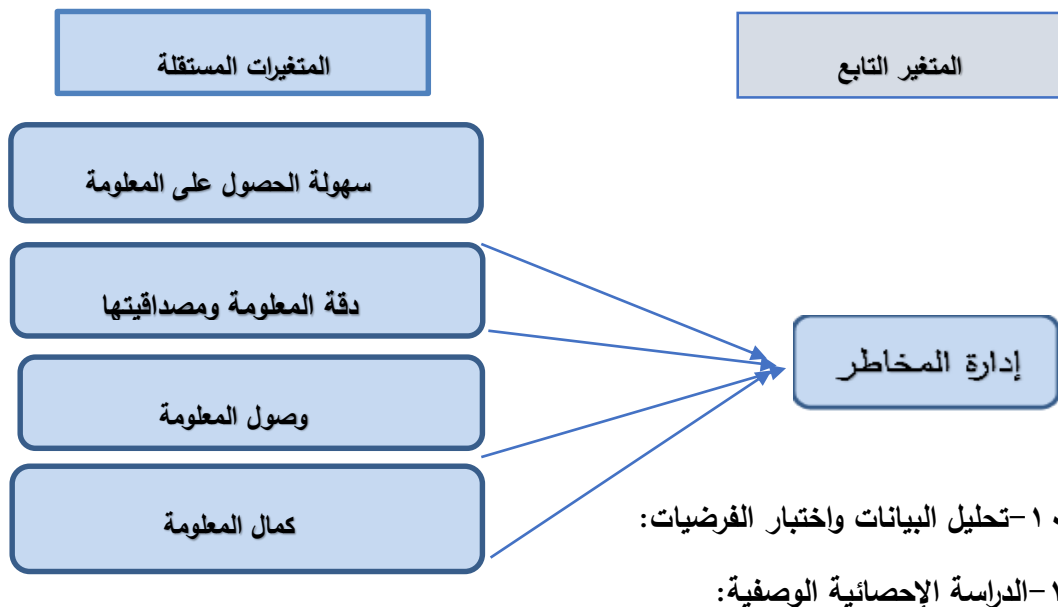 المتغيرات المستقلة
المتغير التابع
سهولة الحصول على المعلومة
دقة المعلومة ومصداقيتها
وصول المعلومة
كمال المعلومة
إدارة المخاطر
١-تحليل البيانات واختبار الفرضيات:
-الدراسة الإحصائية الوصفية: